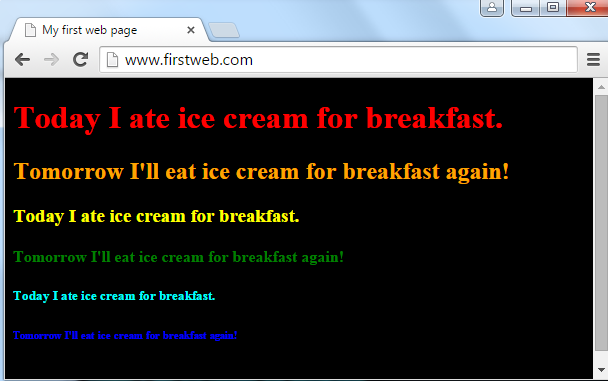 My first web page
www.firstweb.com
Today I ate ice cream for breakfast.
Tomorrow I'll eat ice cream for breakfast again!
Today I ate ice cream for breakfast.
Tomorrow I'll eat ice cream for breakfast again!
Today I ate ice cream for breakfast.
Tomorrow I'll eat ice cream for breakfast again!